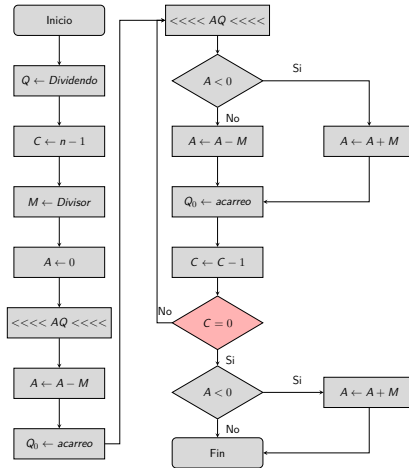 Inicio
Q ← Dividendo
C ← n − 1
M ← Divisor
A ← 0
<<<< AQ <<<<
A ← A − M
Q₀ ← acarreo
<<<< AQ <<<<
A < 0
Si
No
A ← A − M
A ← A + M
Q₀ ← acarreo
C ← C − 1
No
C = 0
Si
A < 0
Si
A ← A + M
No
Fin